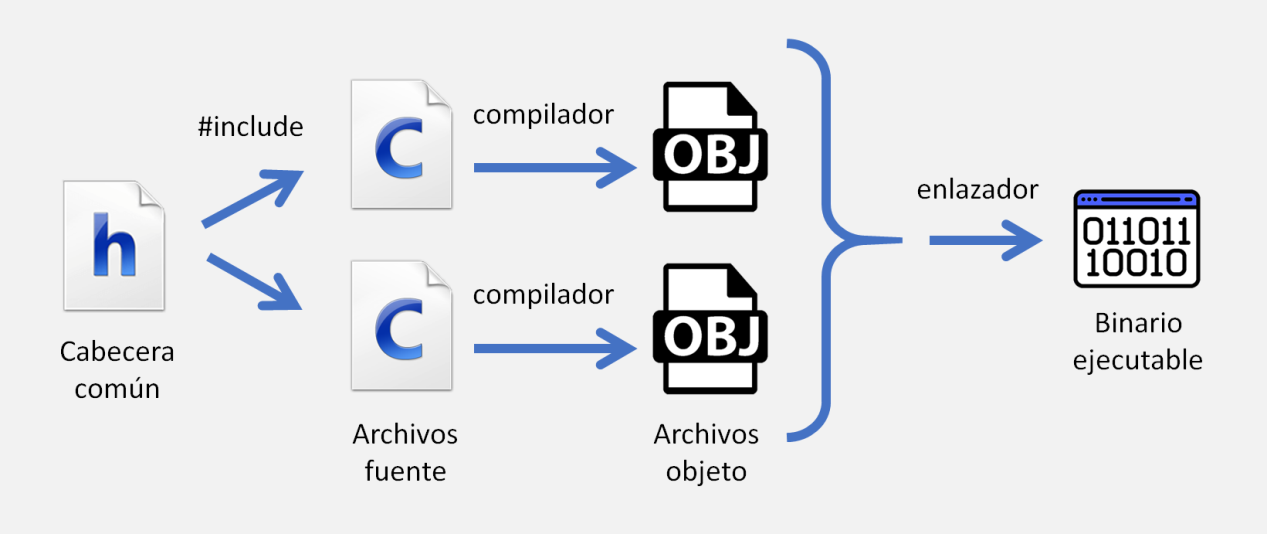 #include
compilador
h
Cabecera
común
C
OBJ
compilador
C
OBJ
Archivos
fuente
Archivos
objeto
enlazador
011011
10010
Binario
ejecutable